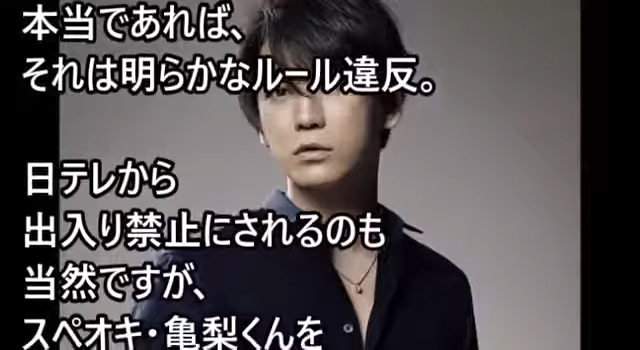 本当であれば、
それは明らかなルール違反。
日テレから
出入り禁止にされるのも
当然ですが、
スペオキ・亀梨くんを